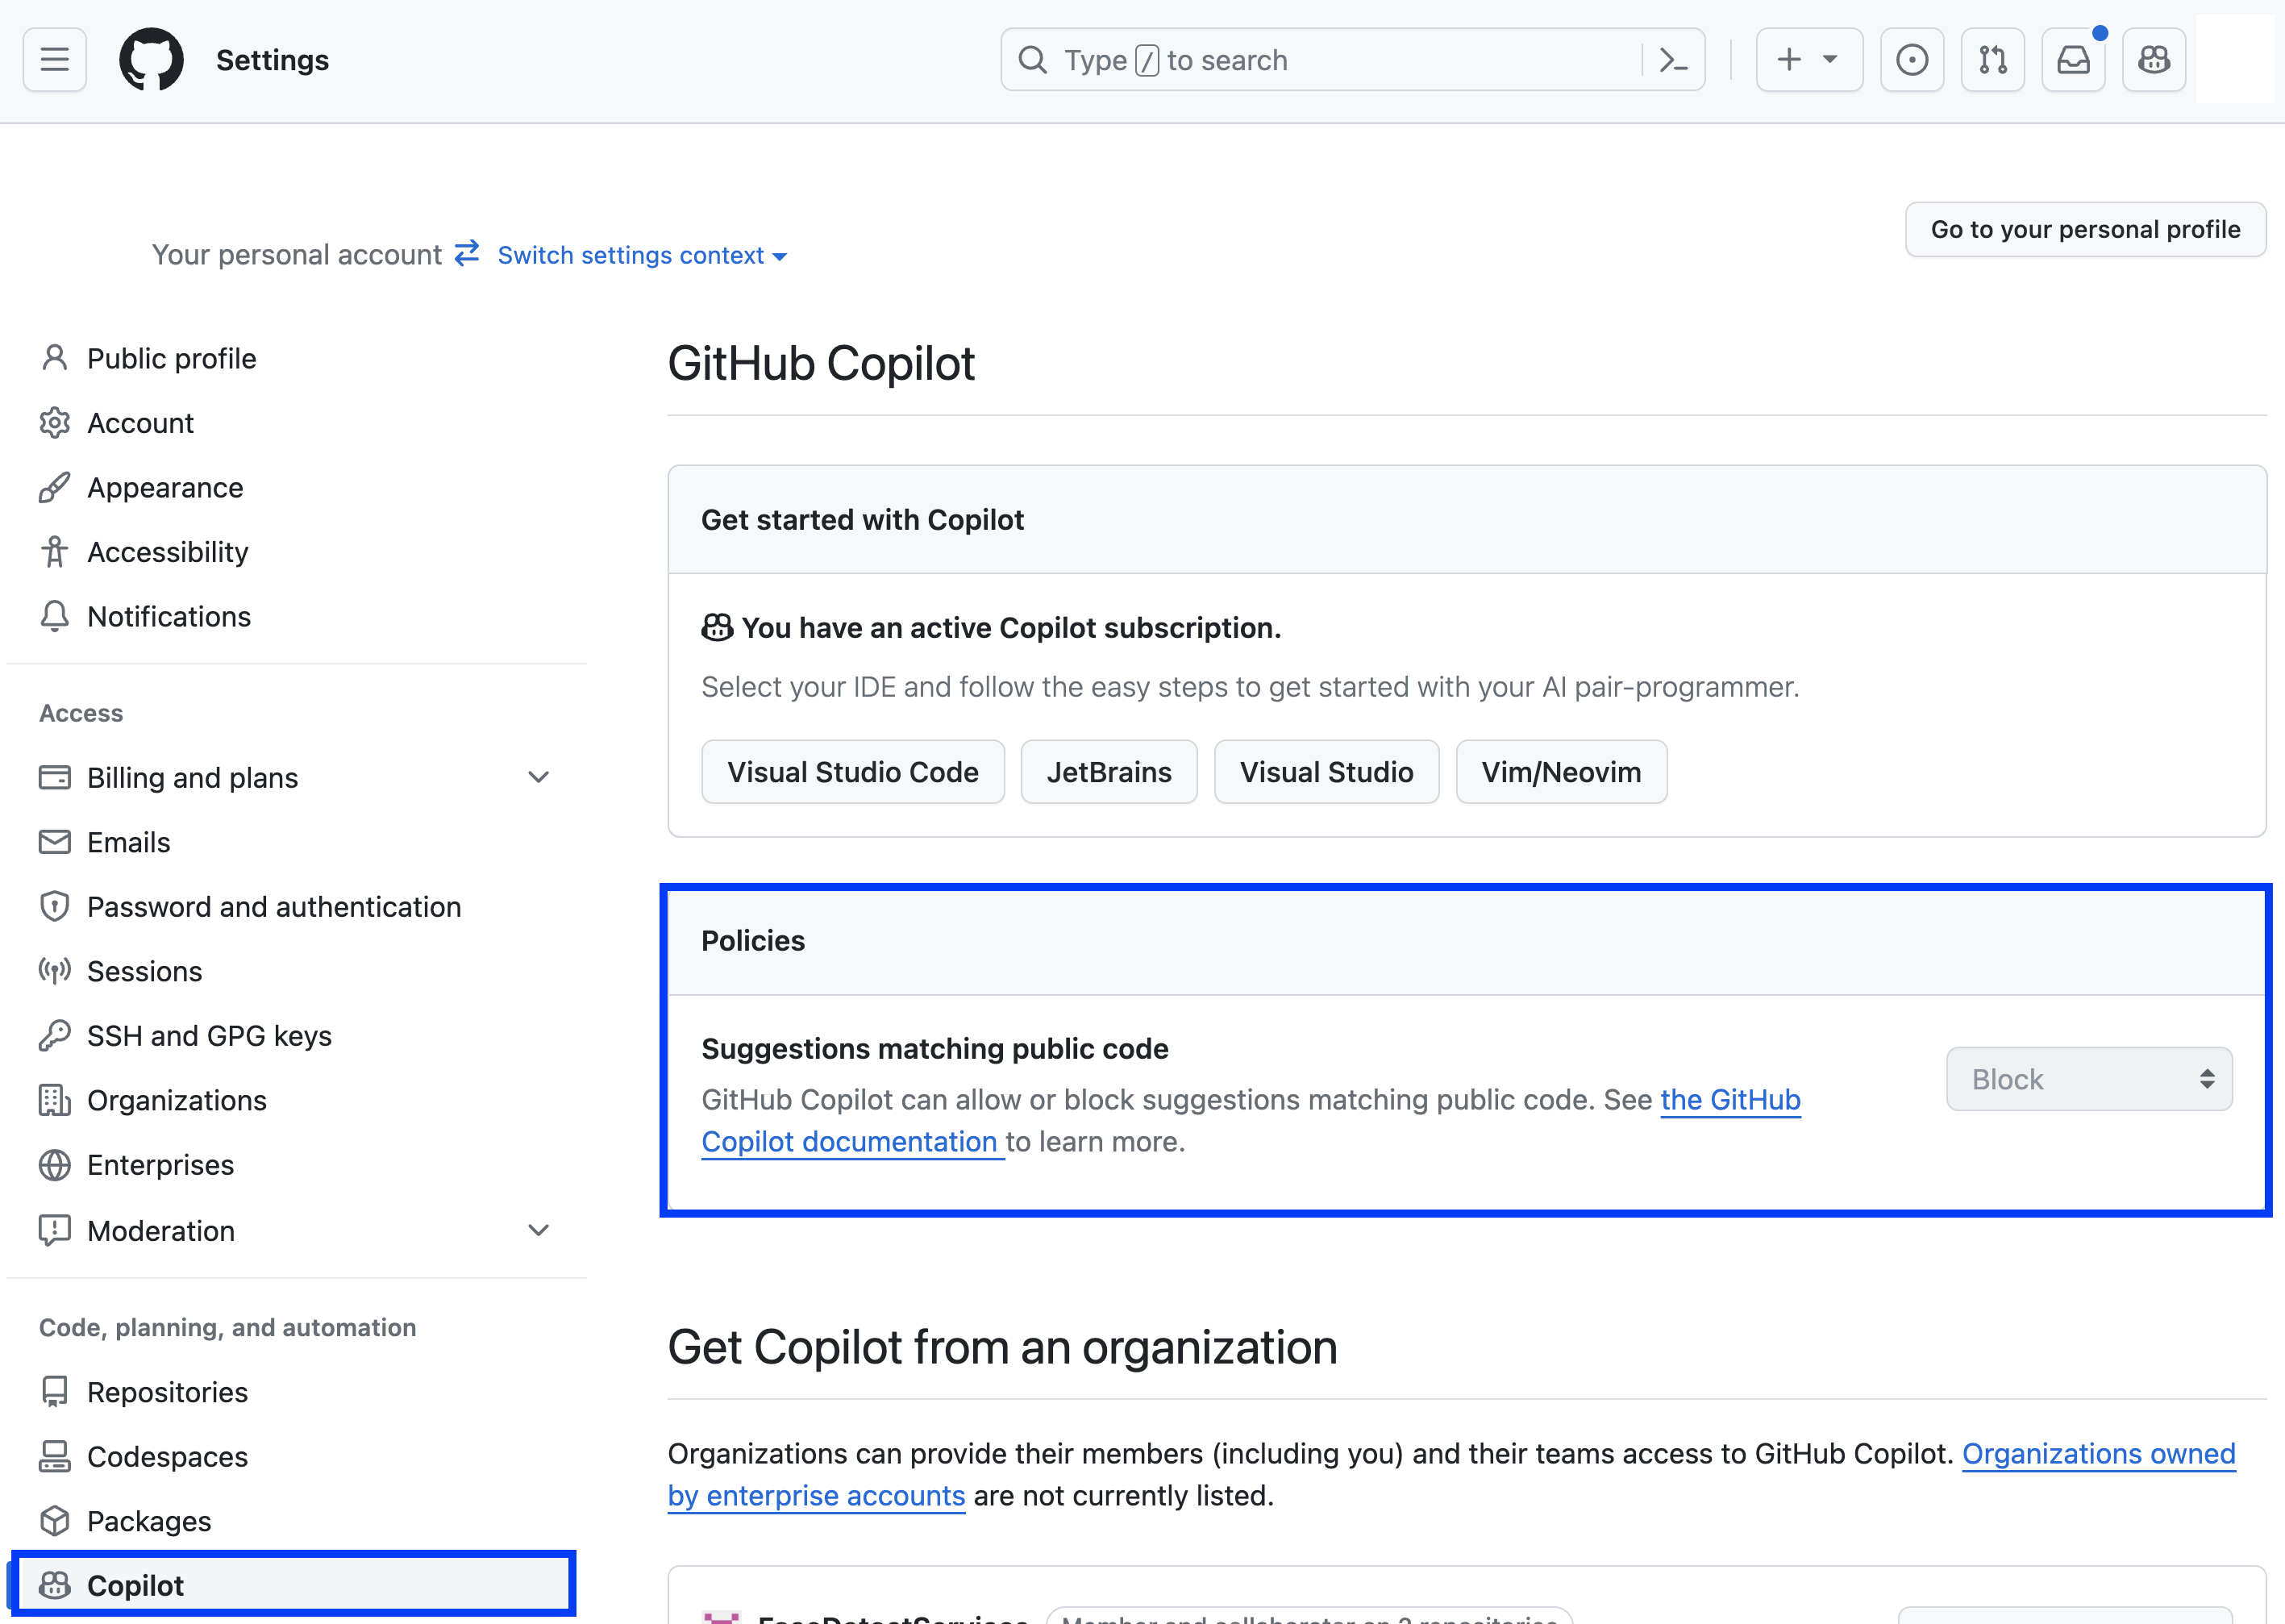 Settings
Type / to search
Go to your personal profile
Your personal account Switch settings context
Public profile
Account
Appearance
Accessibility
Notifications
Access
Billing and plans
Emails
Password and authentication
Sessions
SSH and GPG keys
Organizations
Enterprises
Moderation
Code, planning, and automation
Repositories
Codespaces
Packages
Copilot
GitHub Copilot
Get started with Copilot
You have an active Copilot subscription.
Select your IDE and follow the easy steps to get started with your AI pair-programmer.
Visual Studio Code JetBrains Visual Studio Vim/Neovim
Policies
Suggestions matching public code
GitHub Copilot can allow or block suggestions matching public code. See the GitHub
Copilot documentation to learn more.
Block
Get Copilot from an organization
Organizations can provide their members (including you) and their teams access to GitHub Copilot. Organizations owned
by enterprise accounts are not currently listed.
FaceDetectServices Member and collaborator on 2 repositories